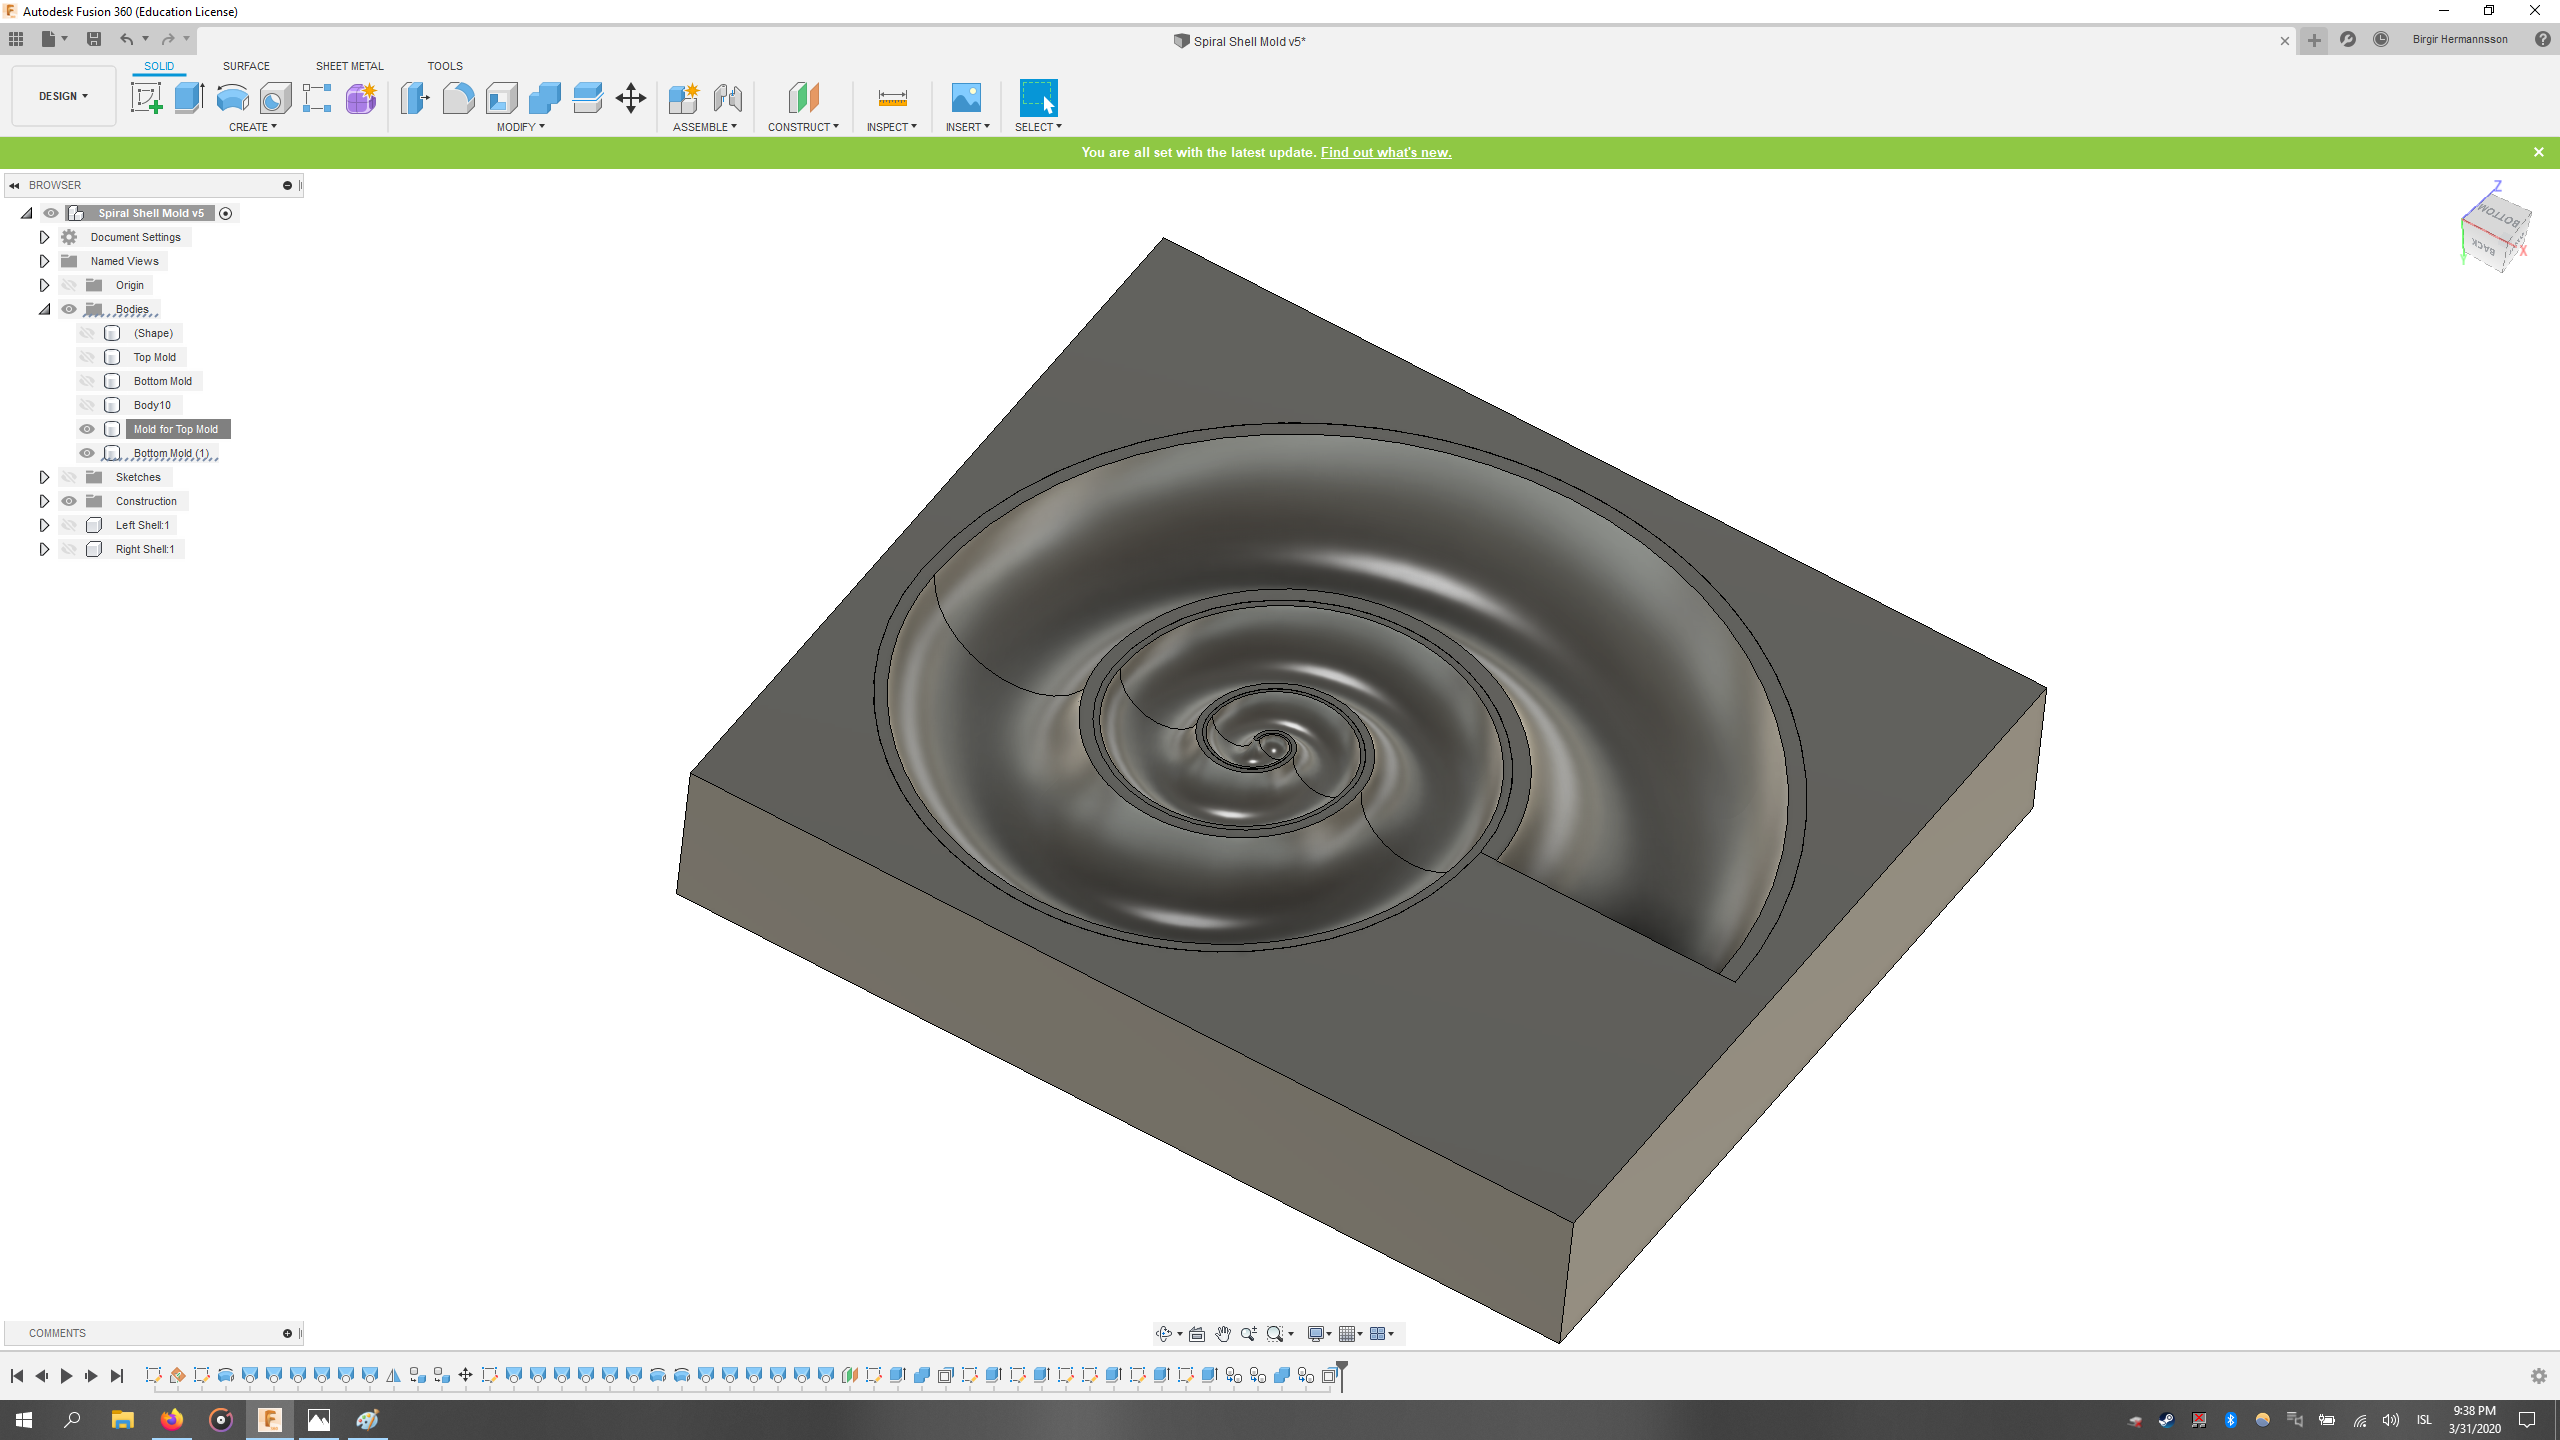 Autodesk Fusion 360 (Education License)
Spiral Shell Mold v5*
Birgir Hermannsson
DESIGN
SOLID
SURFACE
SHEET METAL
TOOLS
CREATE
MODIFY
ASSEMBLE
CONSTRUCT
INSPECT
INSERT
SELECT
You are all set with the latest update. Find out what's new.
BROWSER
Spiral Shell Mold v5
Document Settings
Named Views
Origin
Bodies
(Shape)
Top Mold
Bottom Mold
Body10
Mold for Top Mold
Bottom Mold (1)
Sketches
Construction
Left Shell:1
Right Shell:1
Z
BOTTOM
BACK
X
Y
COMMENTS
ISL
9:38 PM
3/31/2020